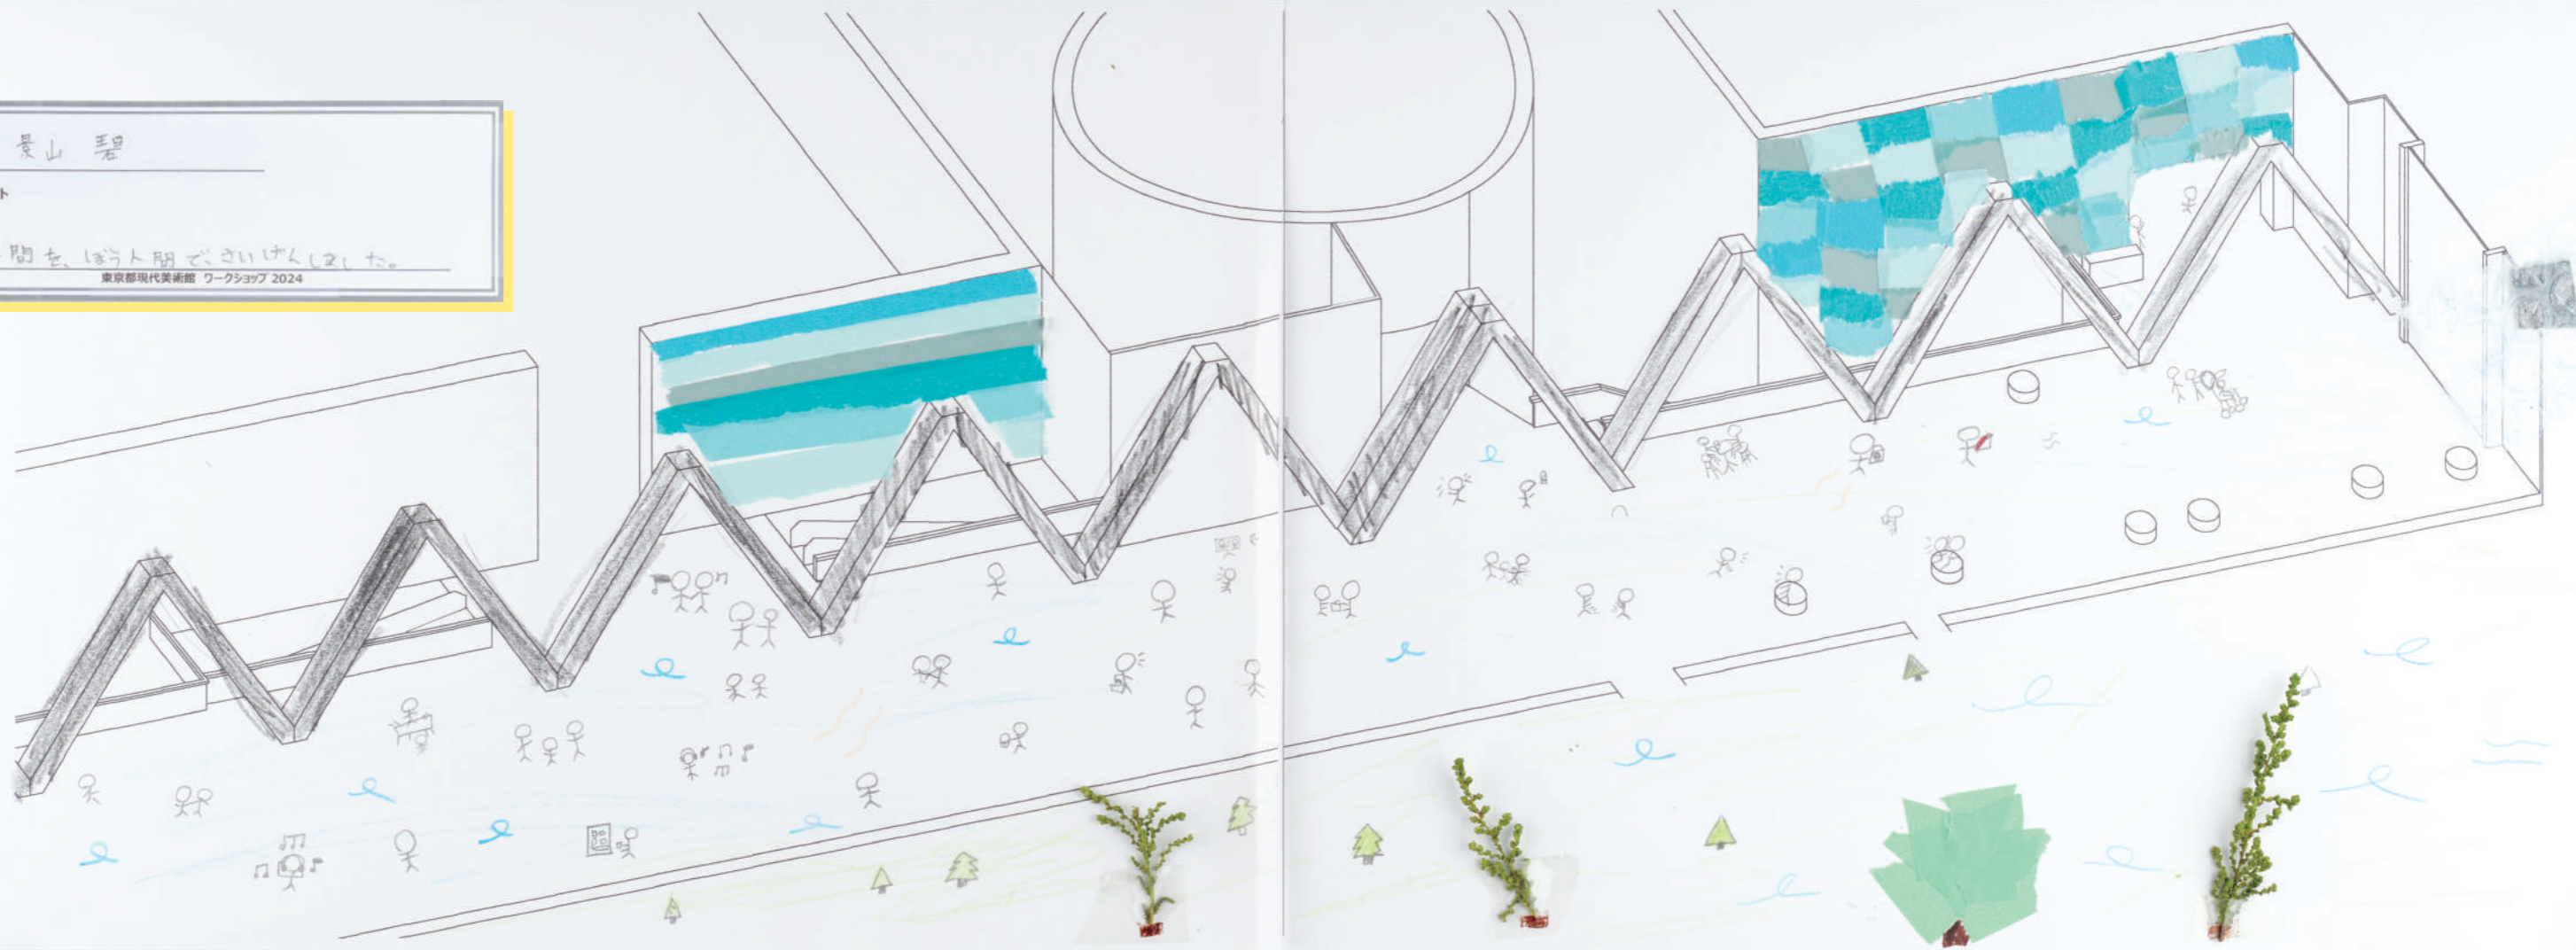 景山 碧
ト
間を、ぼう人間でさいげんしました。
東京都現代美術館 ワークショップ 2024